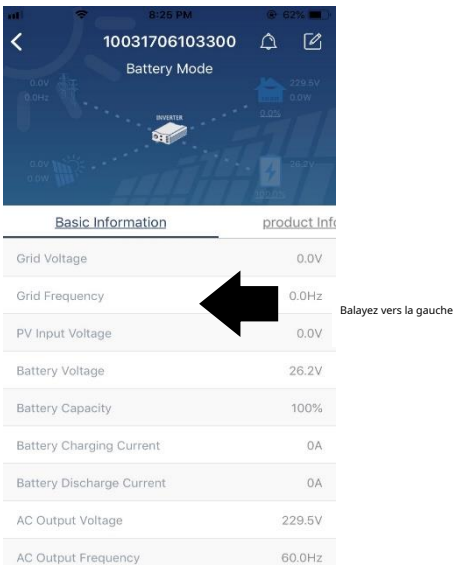 8:25 PM 62%
10031706103300
Battery Mode
0.0V
0.0Hz
229.5V
0.0W
0.0%
INVERTER
0.0V
0.0W
26.2V
100.0%
Basic Information product Info
Grid Voltage 0.0V
Grid Frequency 0.0Hz
Balayez vers la gauche
PV Input Voltage 0.0V
Battery Voltage 26.2V
Battery Capacity 100%
Battery Charging Current 0A
Battery Discharge Current 0A
AC Output Voltage 229.5V
AC Output Frequency 60.0Hz